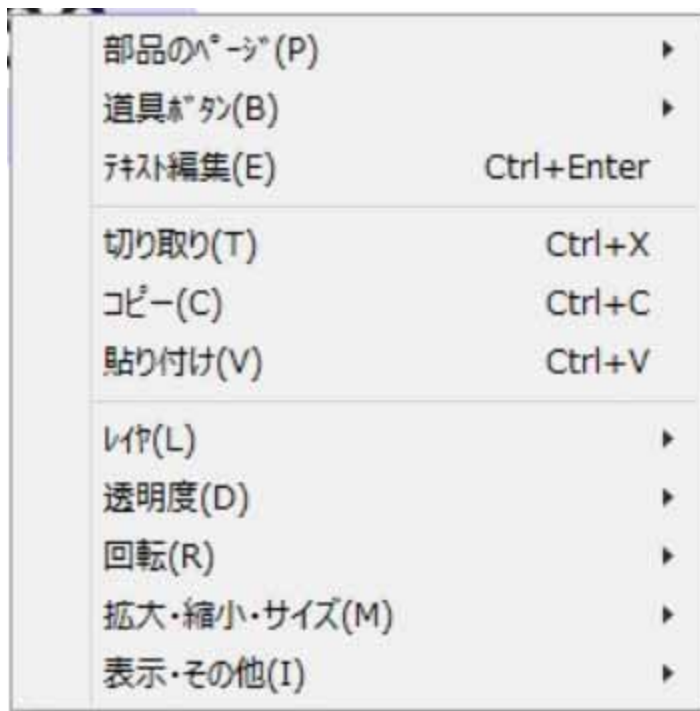 部品のﾍﾟｰｼﾞ(P)
道具ﾎﾞﾀﾝ(B)
ﾃｷｽﾄ編集(E) Ctrl+Enter
切り取り(T) Ctrl+X
コピー(C) Ctrl+C
貼り付け(V) Ctrl+V
ﾚｲﾔ(L)
透明度(D)
回転(R)
拡大・縮小・サイズ(M)
表示・その他(I)